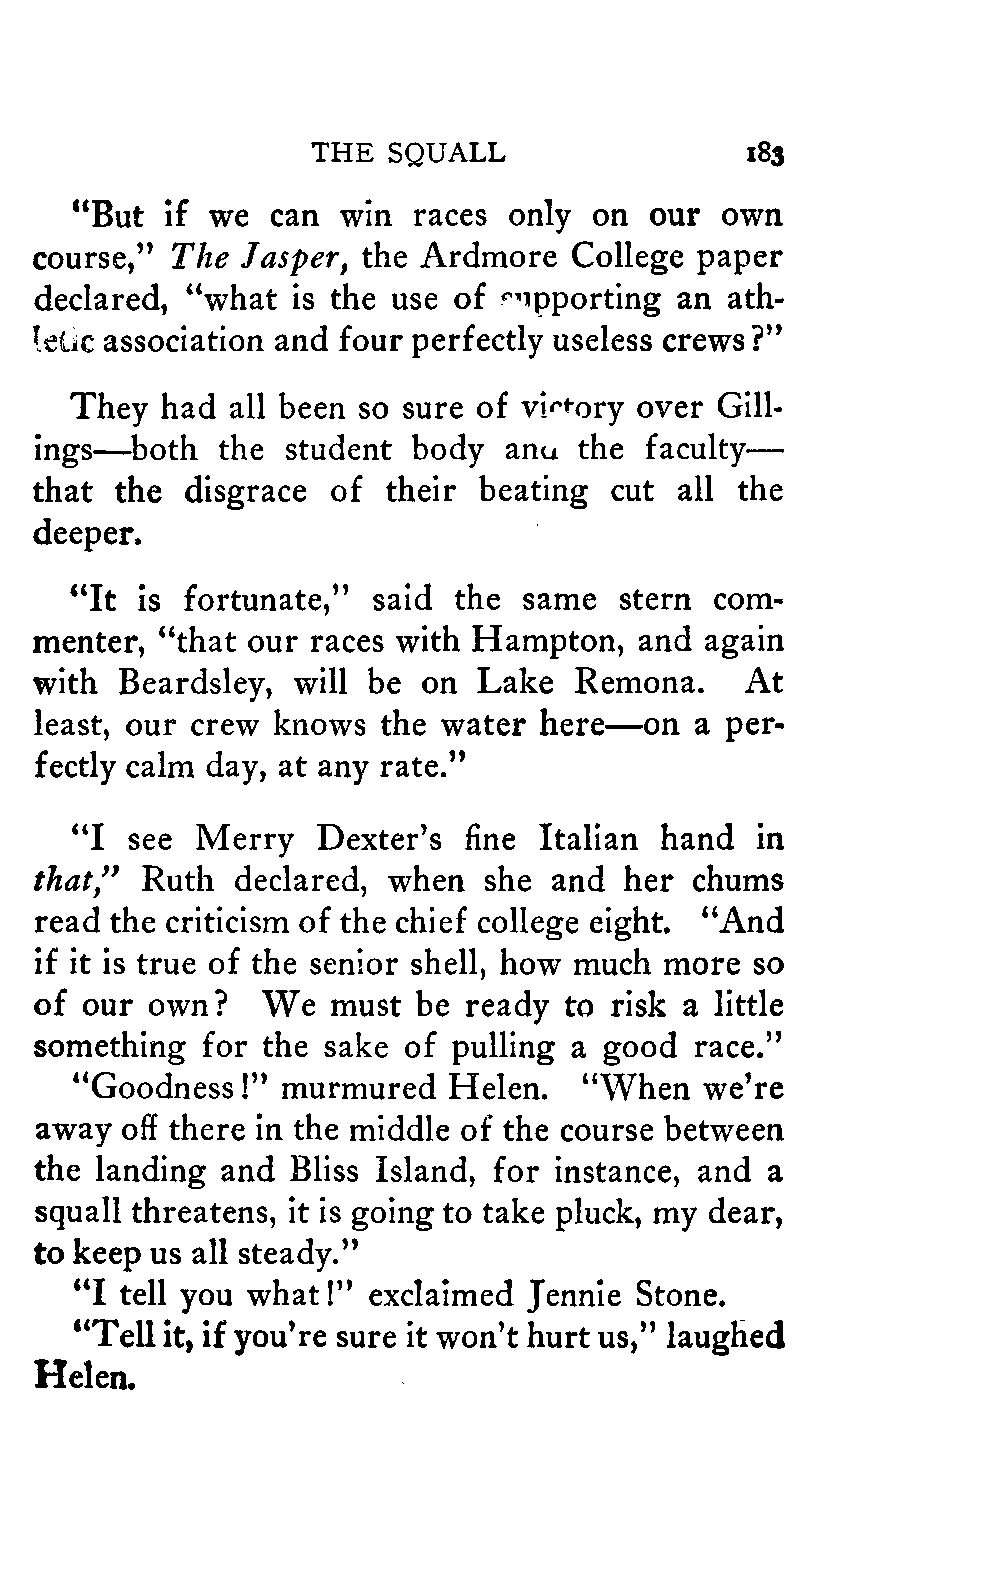 THE SQUALL 183
“But if we can win races only on our own
course,” The Jasper, the Ardmore College paper
declared, “what is the use of supporting an ath-
letic association and four perfectly useless crews?”
They had all been so sure of victory over Gill-
ings—both the student body and the faculty—
that the disgrace of their beating cut all the
deeper.
“It is fortunate,” said the same stern com-
menter, “that our races with Hampton, and again
with Beardsley, will be on Lake Remona. At
least, our crew knows the water here—on a per-
fectly calm day, at any rate.”
“I see Merry Dexter’s fine Italian hand in
that,” Ruth declared, when she and her chums
read the criticism of the chief college eight. “And
if it is true of the senior shell, how much more so
of our own? We must be ready to risk a little
something for the sake of pulling a good race.”
“Goodness!” murmured Helen. “When we’re
away off there in the middle of the course between
the landing and Bliss Island, for instance, and a
squall threatens, it is going to take pluck, my dear,
to keep us all steady.”
“I tell you what!” exclaimed Jennie Stone.
“Tell it, if you’re sure it won’t hurt us,” laughed
Helen.